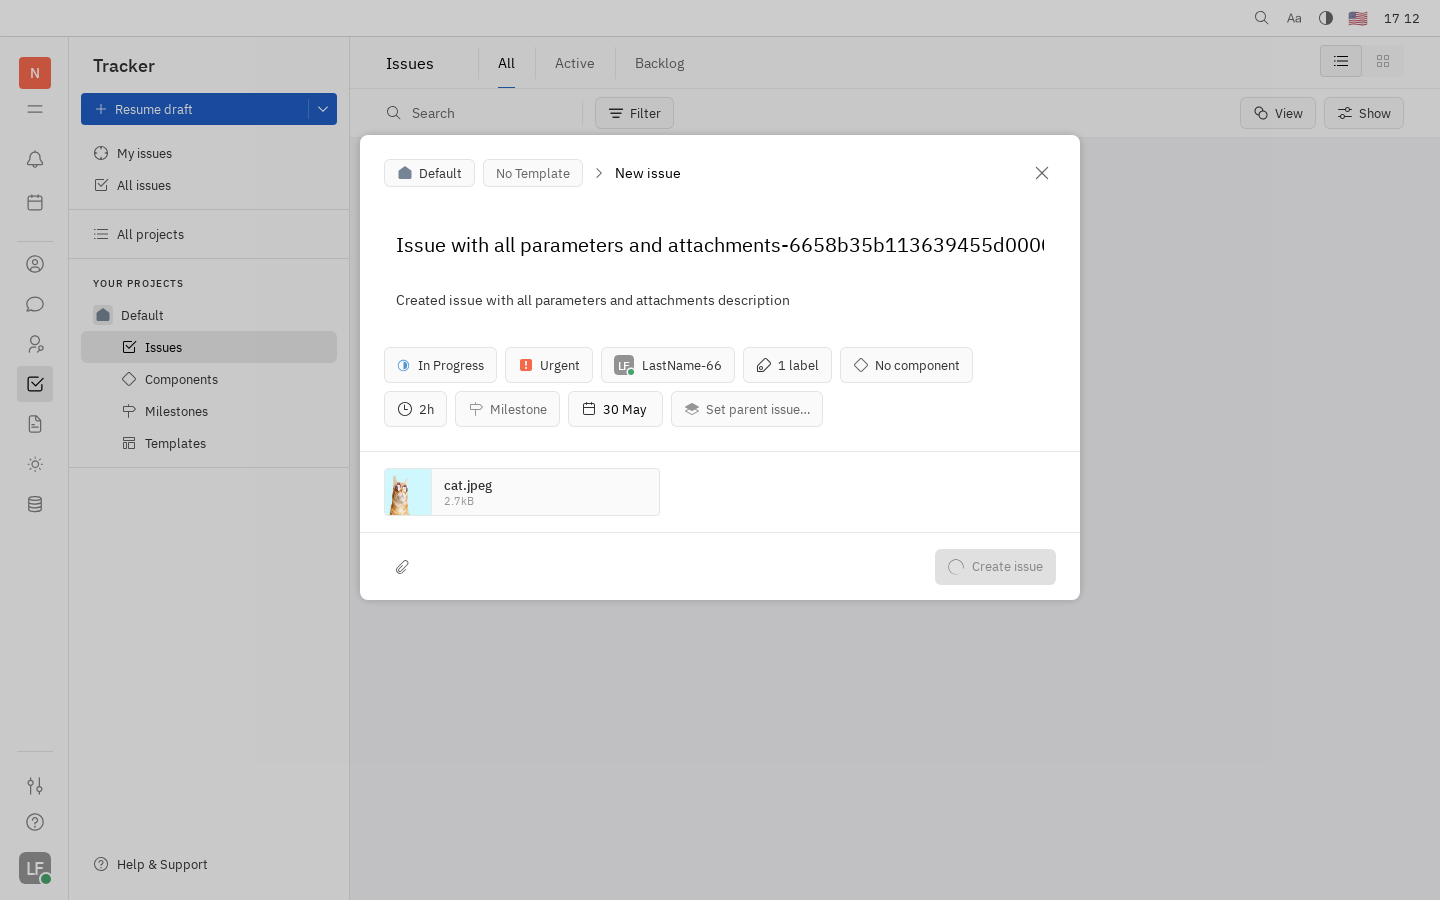 Aa 17 12
N
Tracker
Resume draft
My issues
All issues
All projects
YOUR PROJECTS
Default
Issues
Components
Milestones
Templates
Help & Support
LF
Issues All Active Backlog
Search Filter View Show
Default No Template New issue
Issue with all parameters and attachments-6658b35b113639455d000
Created issue with all parameters and attachments description
In Progress Urgent LF LastName-66 1 label No component
2h Milestone 30 May Set parent issue...
cat.jpeg
2.7kB
Create issue